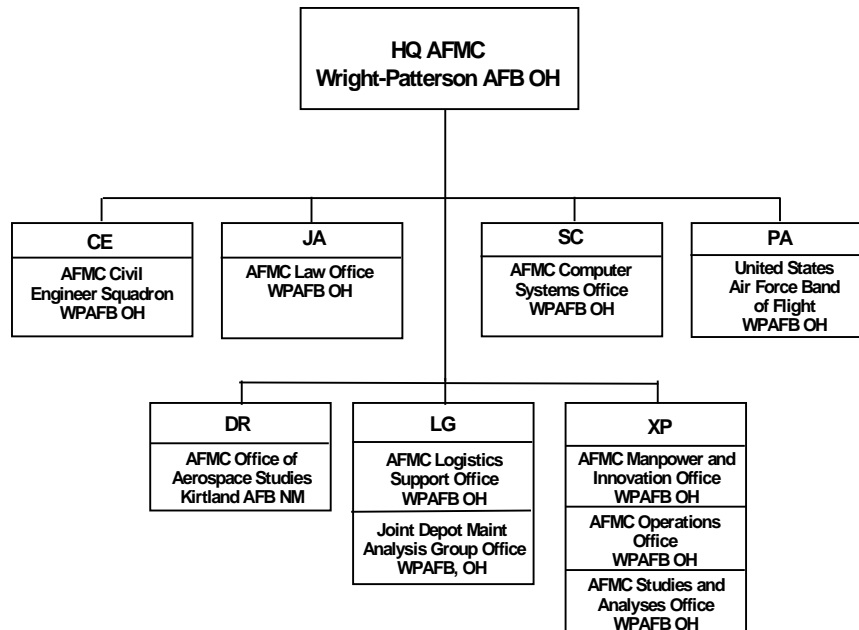 HQ AFMC
Wright-Patterson AFB OH
CE
AFMC Civil
Engineer Squadron
WPAFB OH
JA
AFMC Law Office
WPAFB OH
SC
AFMC Computer
Systems Office
WPAFB OH
PA
United States
Air Force Band
of Flight
WPAFB OH
DR
AFMC Office of
Aerospace Studies
Kirtland AFB NM
LG
AFMC Logistics
Support Office
WPAFB OH
Joint Depot Maint
Analysis Group Office
WPAFB, OH
XP
AFMC Manpower and
Innovation Office
WPAFB OH
AFMC Operations
Office
WPAFB OH
AFMC Studies and
Analyses Office
WPAFB OH